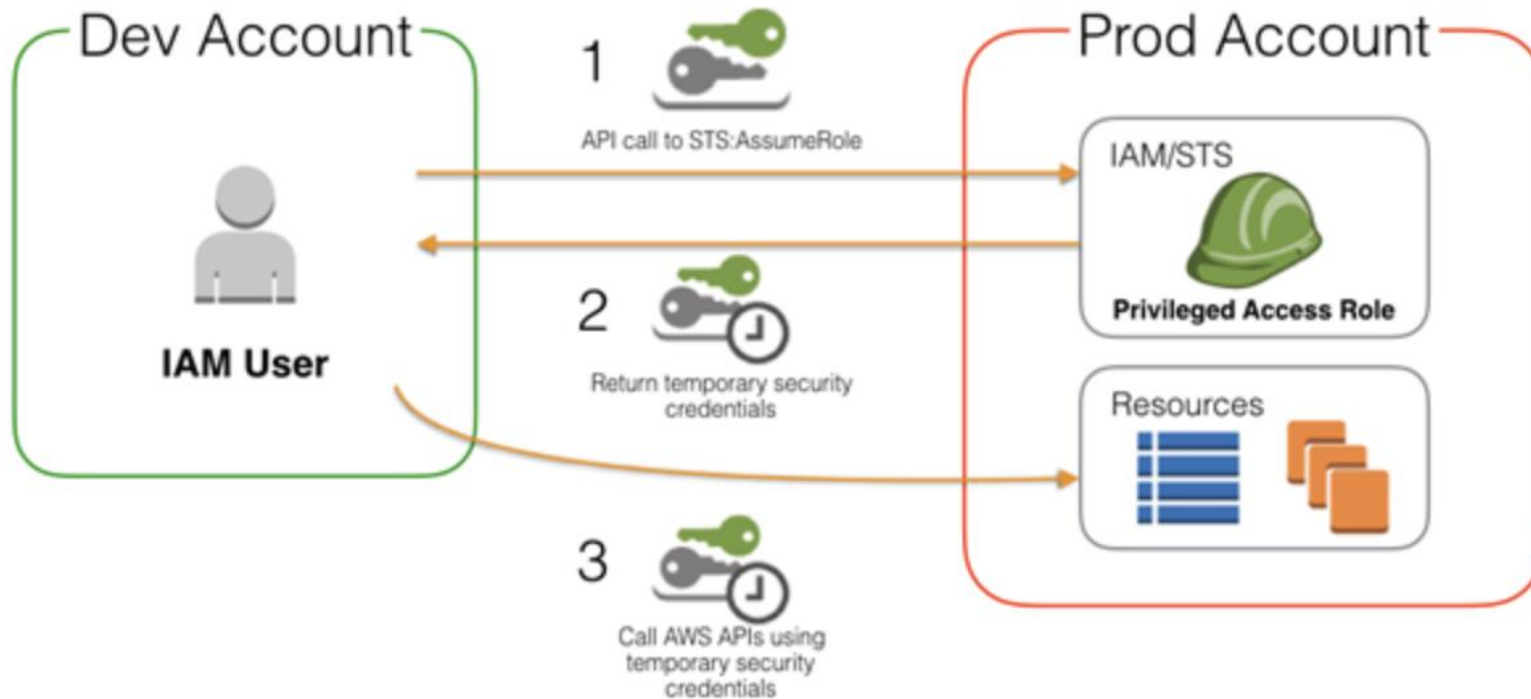 Dev Account
Prod Account
1
API call to STS:AssumeRole
IAM/STS
Privileged Access Role
IAM User
2
Return temporary security
credentials
Resources
3
Call AWS APIs using
temporary security
credentials